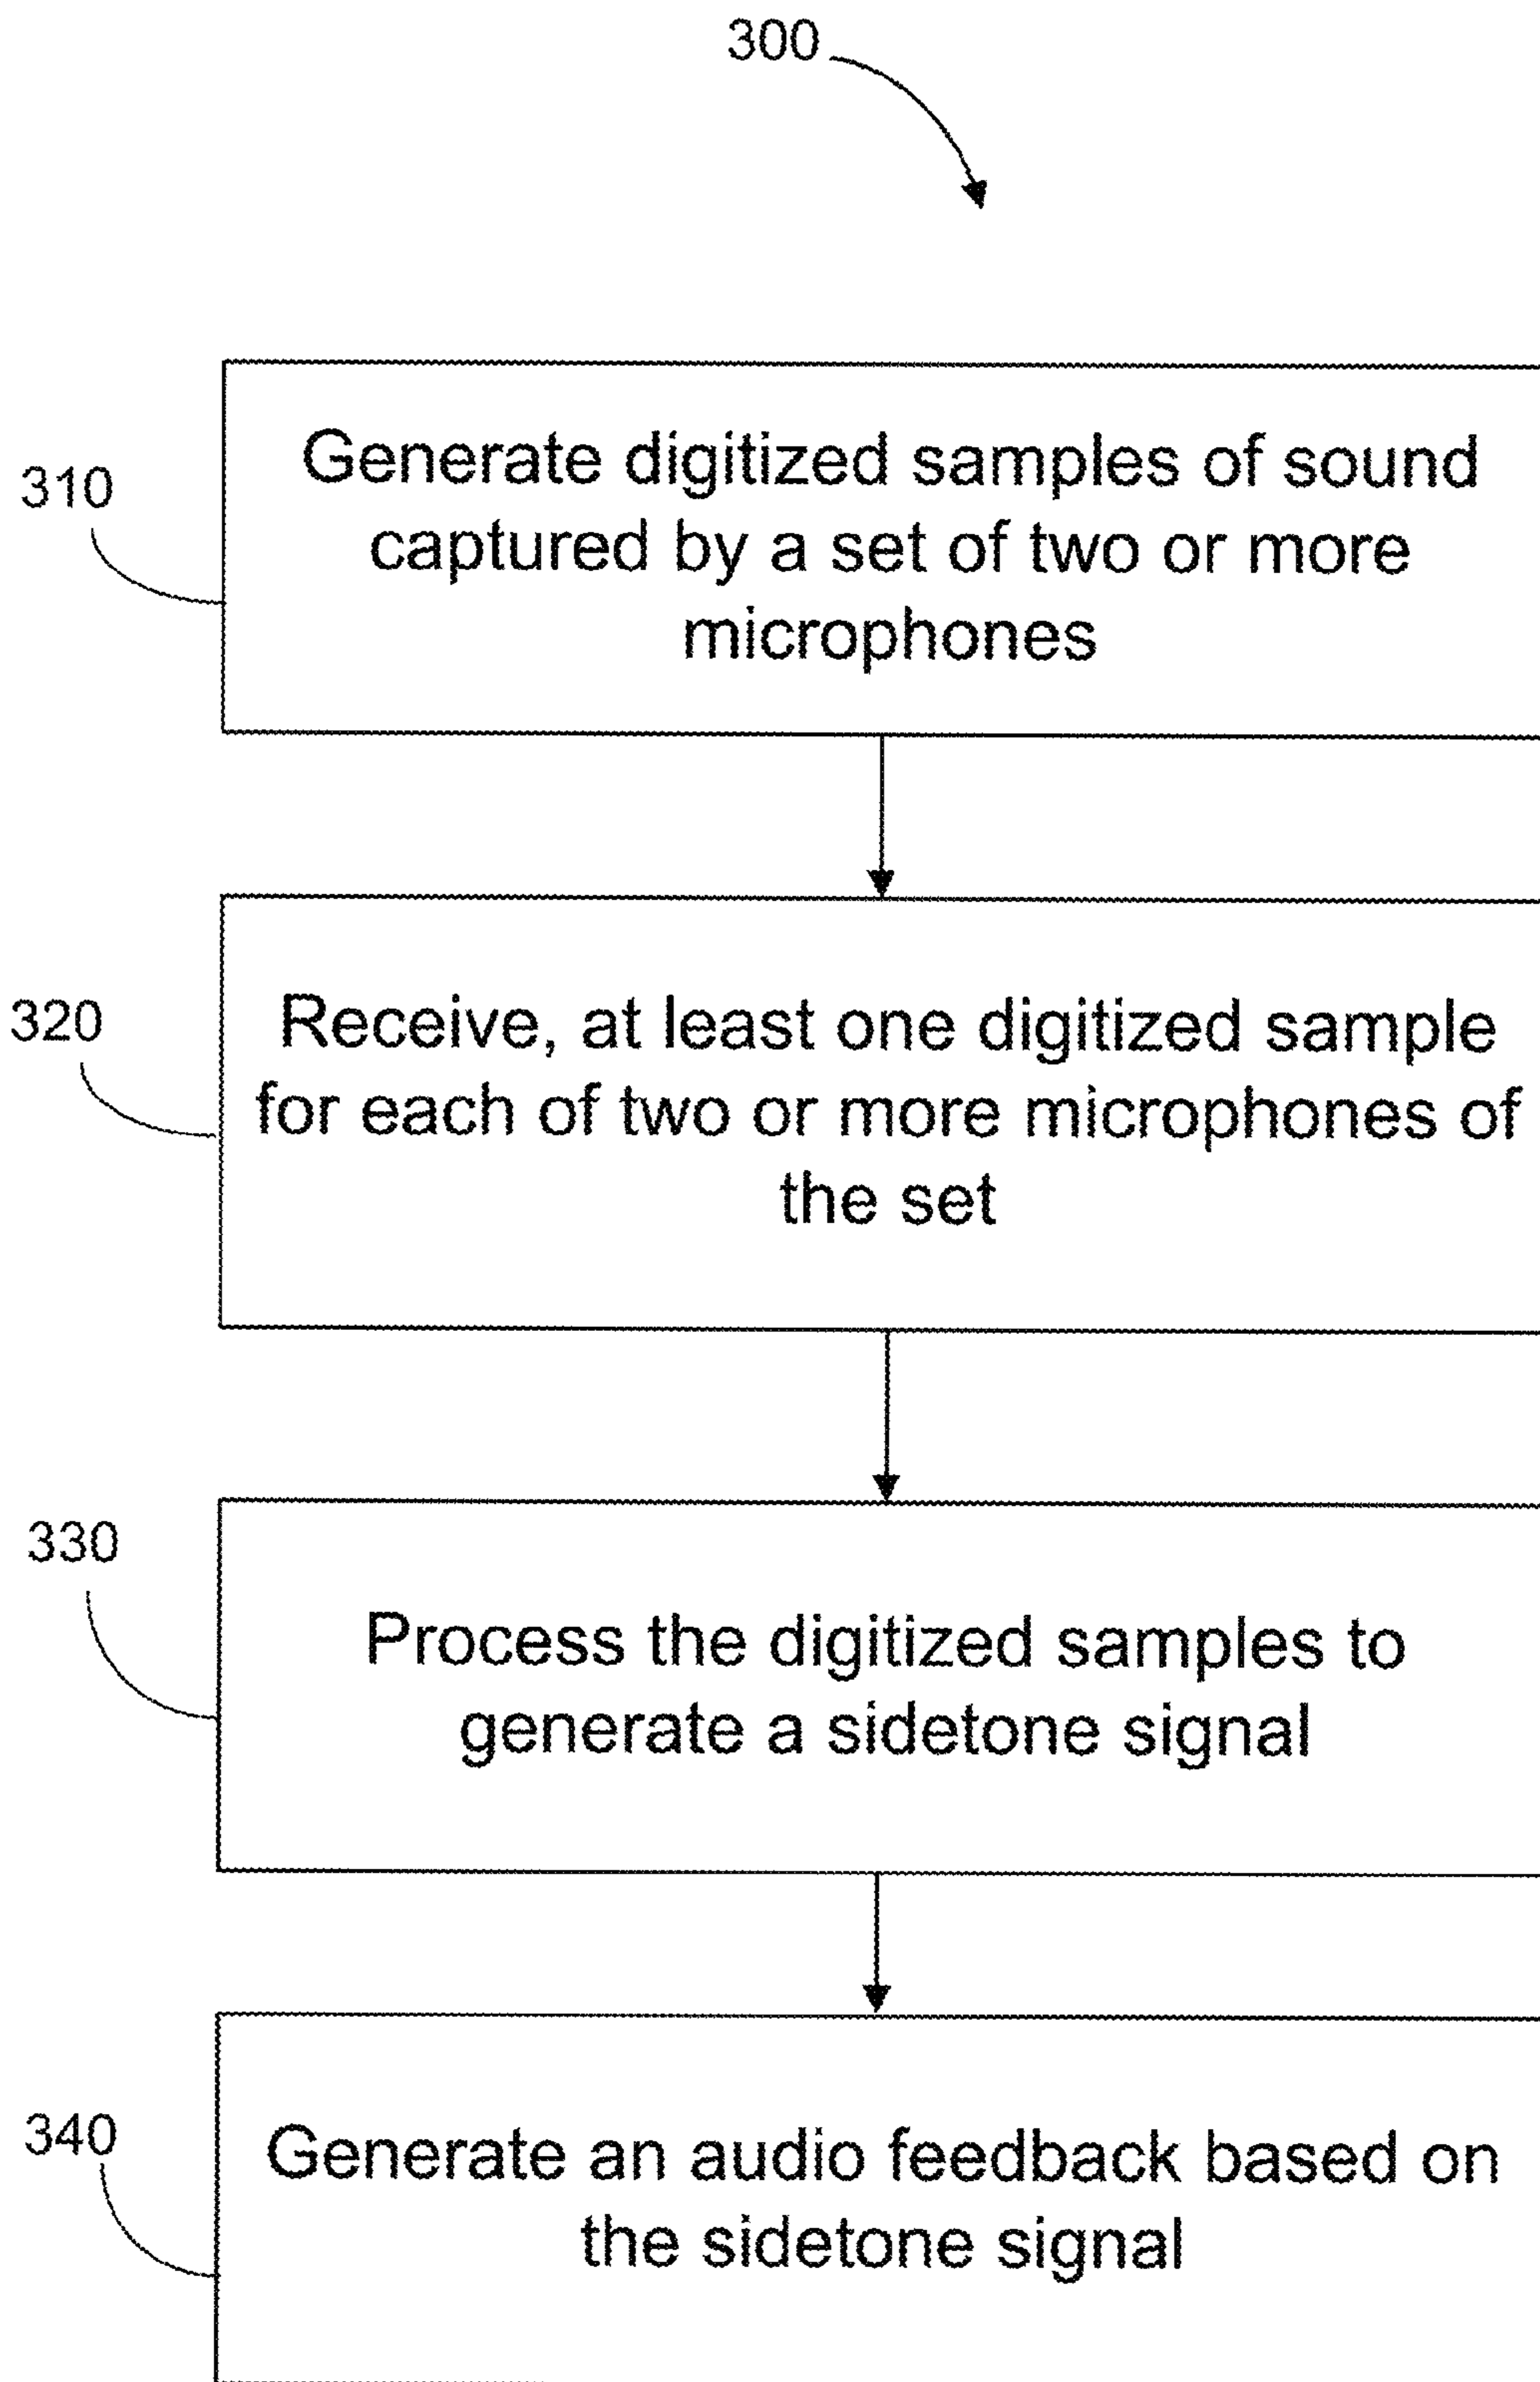 300
310
Generate digitized samples of sound
captured by a set of two or more
microphones
320
Receive, at least one digitized sample
for each of two or more microphones of
the set
330
Process the digitized samples to
generate a sidetone signal
340
Generate an audio feedback based on
the sidetone signal